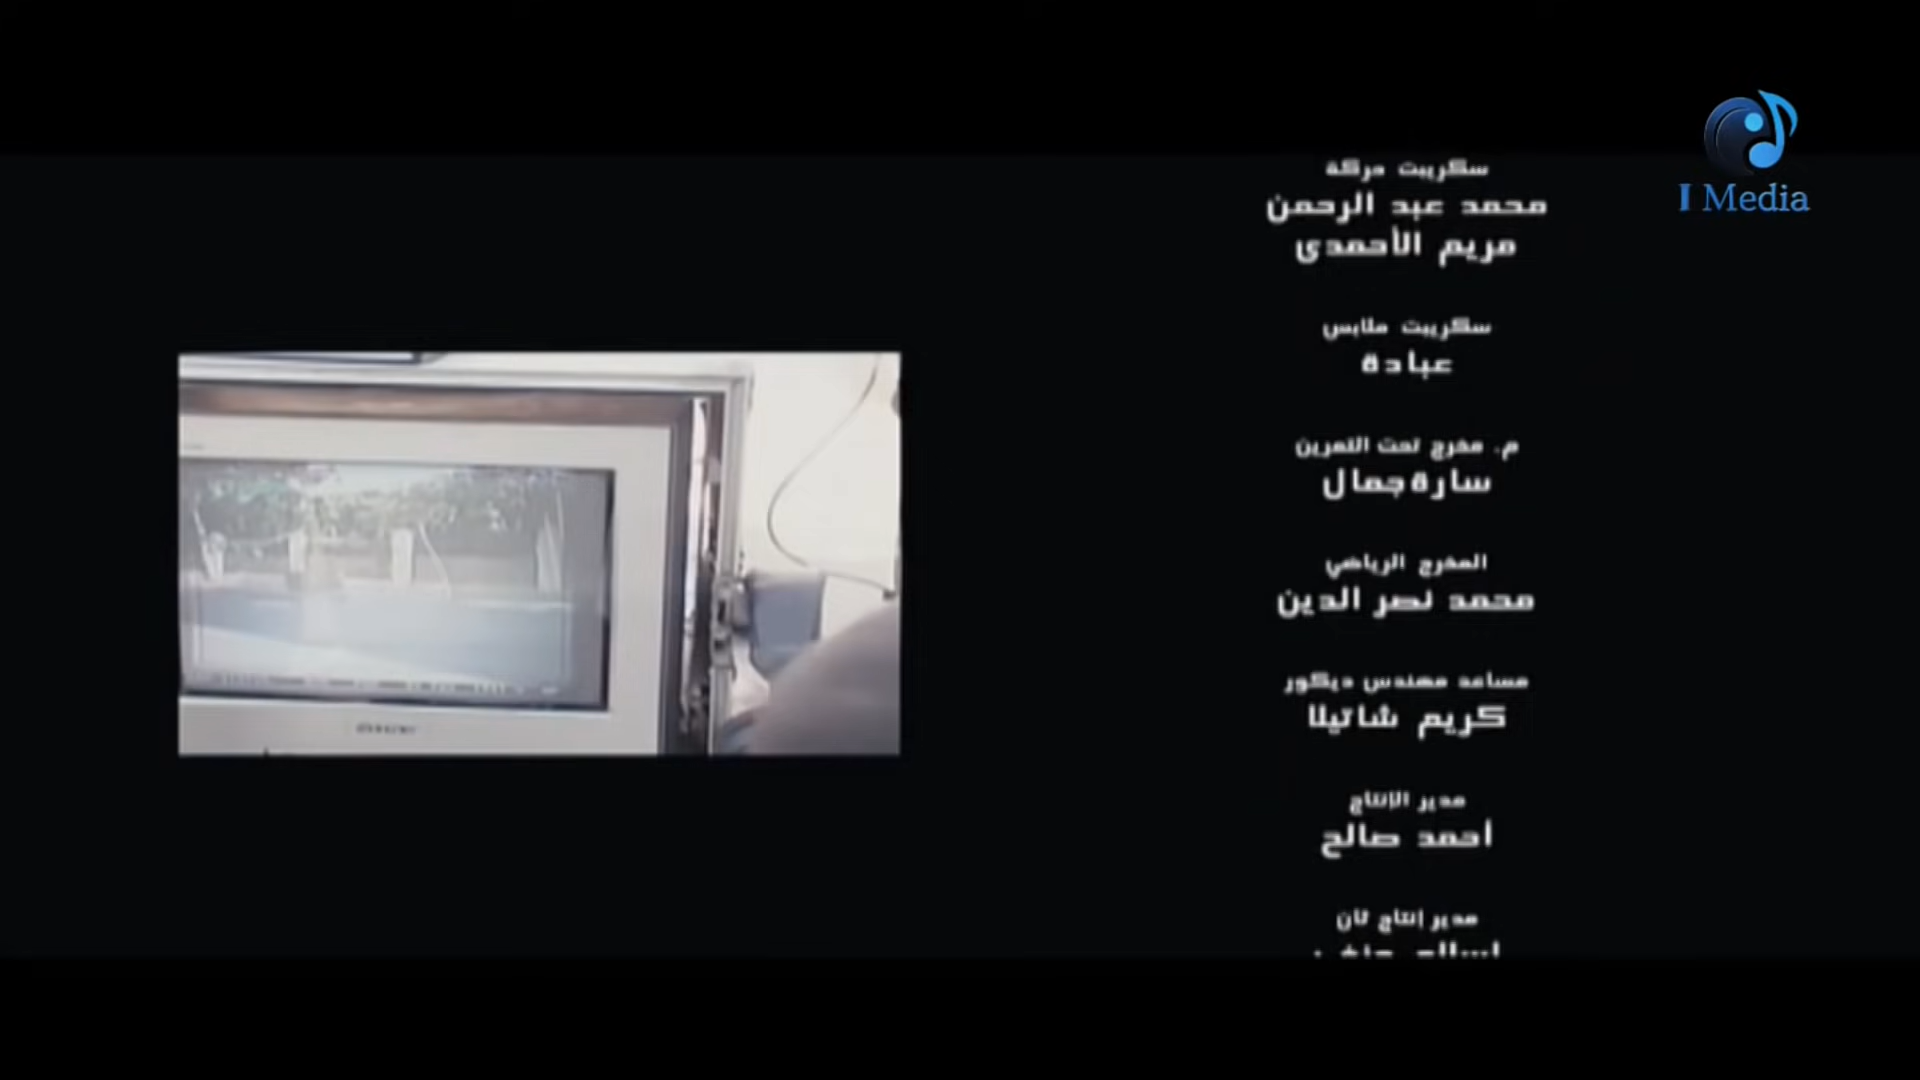 I Media
سكريبت حركة
محمد عبد الرحمن
مريم الأحمدى
سكريبت ملابس
عبادة
م. مخرج تحت التمرين
سارة جمال
المخرج الرياضي
محمد نصر الدين
مساعد مهندس ديكور
كريم شاتيلا
مدير الإنتاج
أحمد صالح
مدير إنتاج ثان